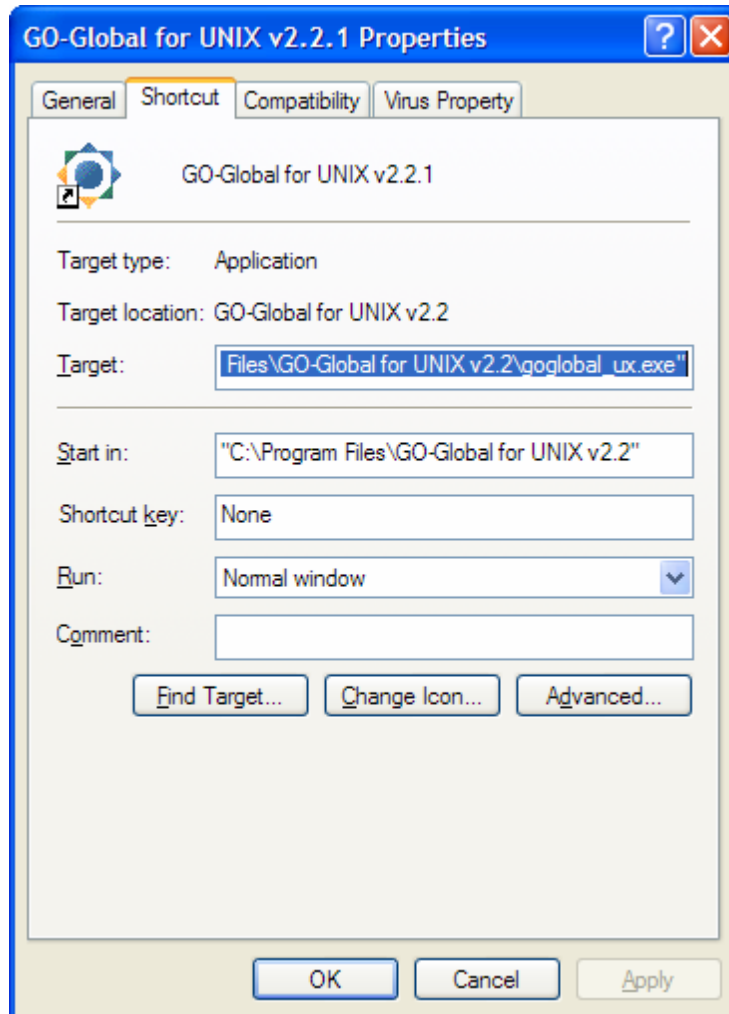 GO-Global for UNIX v2.2.1 Properties
General Shortcut Compatibility Virus Property
GO-Global for UNIX v2.2.1
Target type: Application
Target location: GO-Global for UNIX v2.2
Target: Files\GO-Global for UNIX v2.2\goglobal_ux.exe"
Start in: "C:\Program Files\GO-Global for UNIX v2.2"
Shortcut key: None
Run: Normal window
Comment:
Find Target... Change Icon... Advanced...
OK Cancel Apply